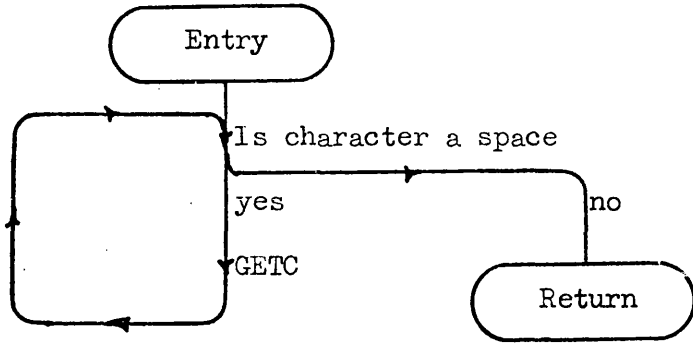 Entry
Is character a space
yes
no
GETC
Return